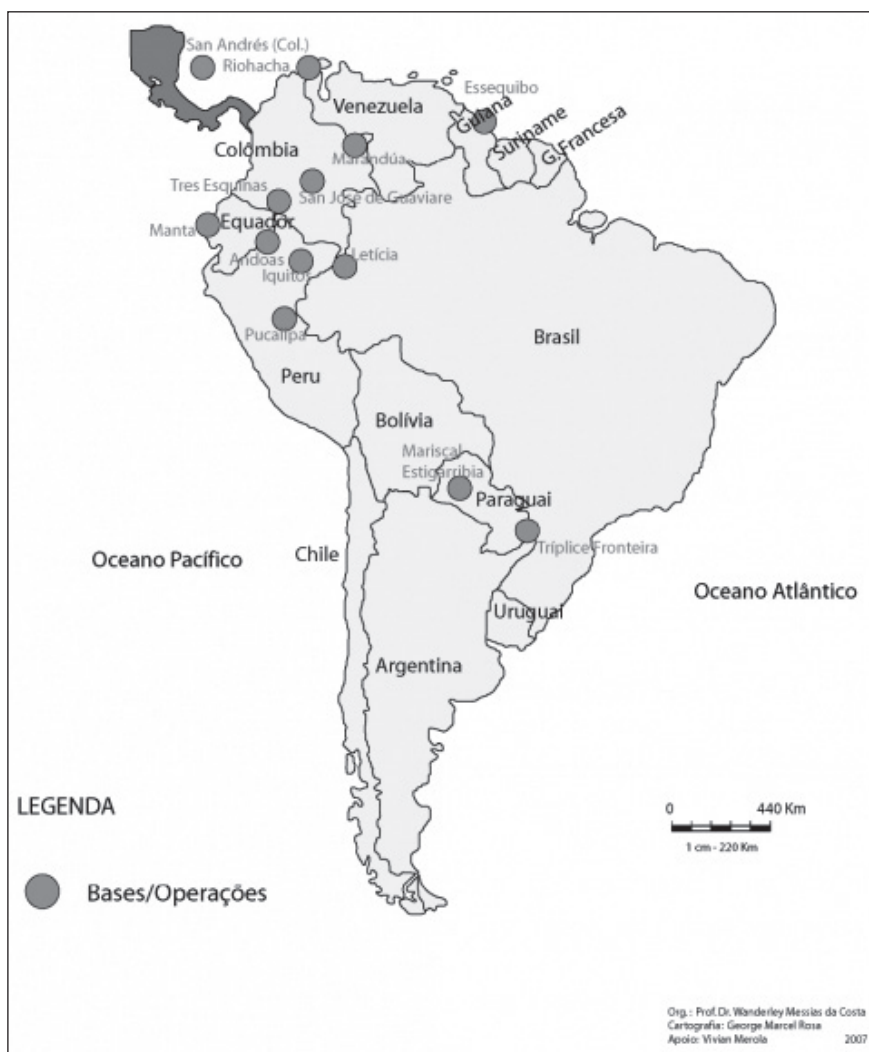 San Andrés (Col.)
Riohacha
Essequibo
Venezuela
Guiana
Suriname
G.Francesa
Colômbia
Marandúa
Tres Esquinas
San José de Guaviare
Manta
Equador
Andoas
Iquitos
Letícia
Pucallpa
Brasil
Peru
Bolívia
Mariscal
Estigarribia
Paraguai
Oceano Pacífico
Chile
Tríplice Fronteira
Oceano Atlântico
Uruguai
Argentina
LEGENDA
0 440 Km
1 cm - 220 Km
Bases/Operações
Org.: Prof.Dr. Wanderley Messias da Costa
Cartografia: George Marcel Rosa
Apoio: Vivian Merola 2007